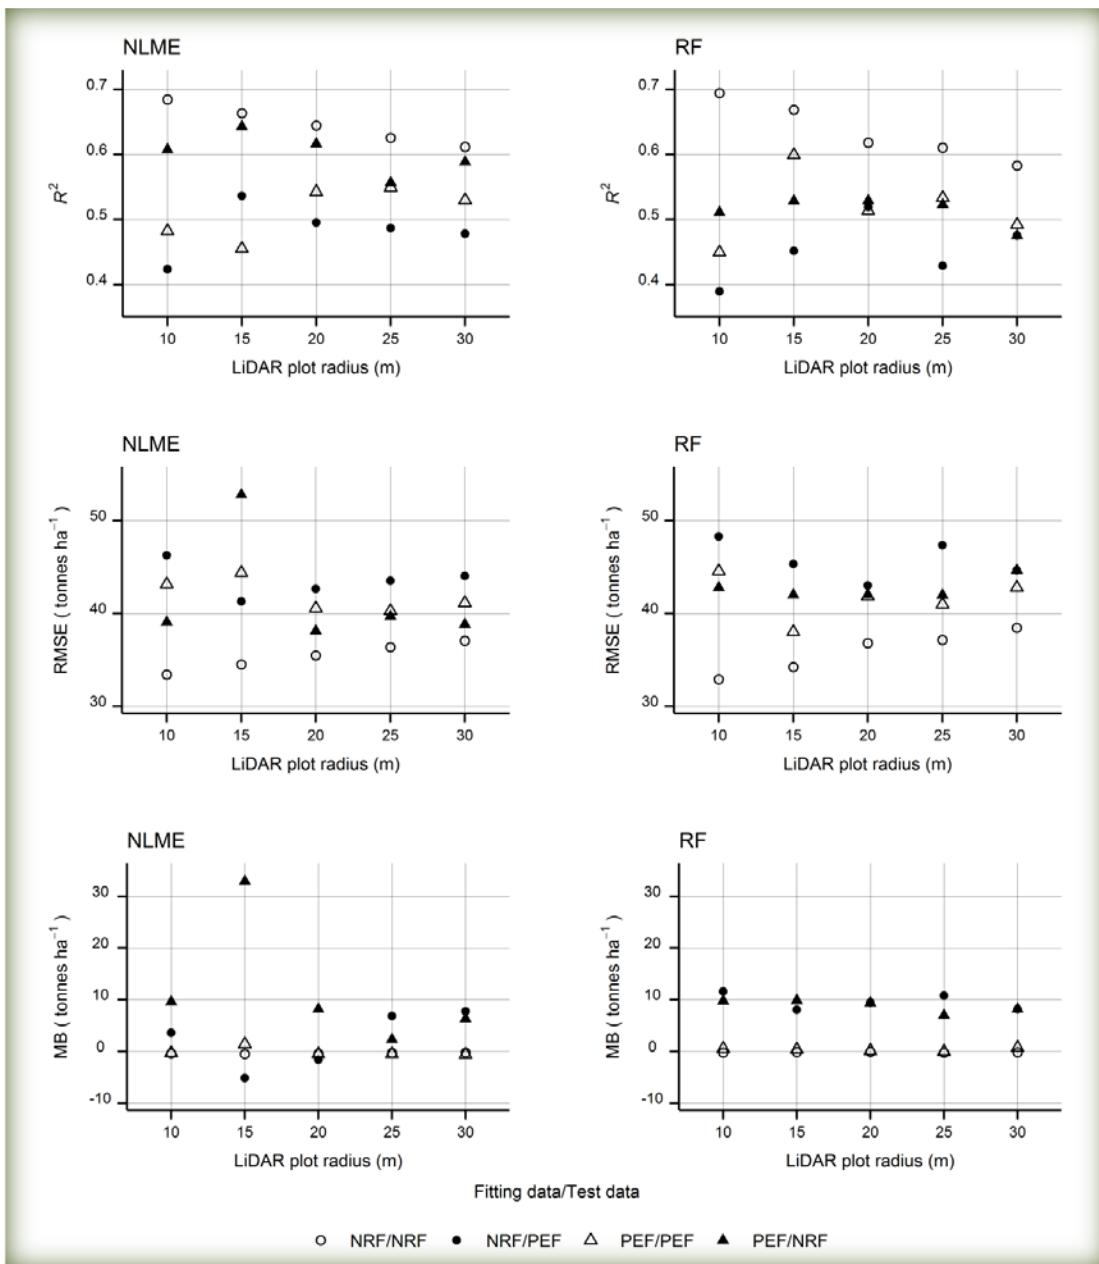 NLME
RF
0.7
0.6
0.5
0.4
R²
10 15 20 25 30
LiDAR plot radius (m)
0.7
0.6
0.5
0.4
R²
10 15 20 25 30
LiDAR plot radius (m)
NLME
RF
50
40
30
RMSE ( tonnes ha⁻¹ )
10 15 20 25 30
LiDAR plot radius (m)
50
40
30
RMSE ( tonnes ha⁻¹ )
10 15 20 25 30
LiDAR plot radius (m)
NLME
RF
30
20
10
0
-10
MB ( tonnes ha⁻¹ )
10 15 20 25 30
LiDAR plot radius (m)
30
20
10
0
-10
MB ( tonnes ha⁻¹ )
10 15 20 25 30
LiDAR plot radius (m)
Fitting data/Test data
NRF/NRF NRF/PEF PEF/PEF PEF/NRF